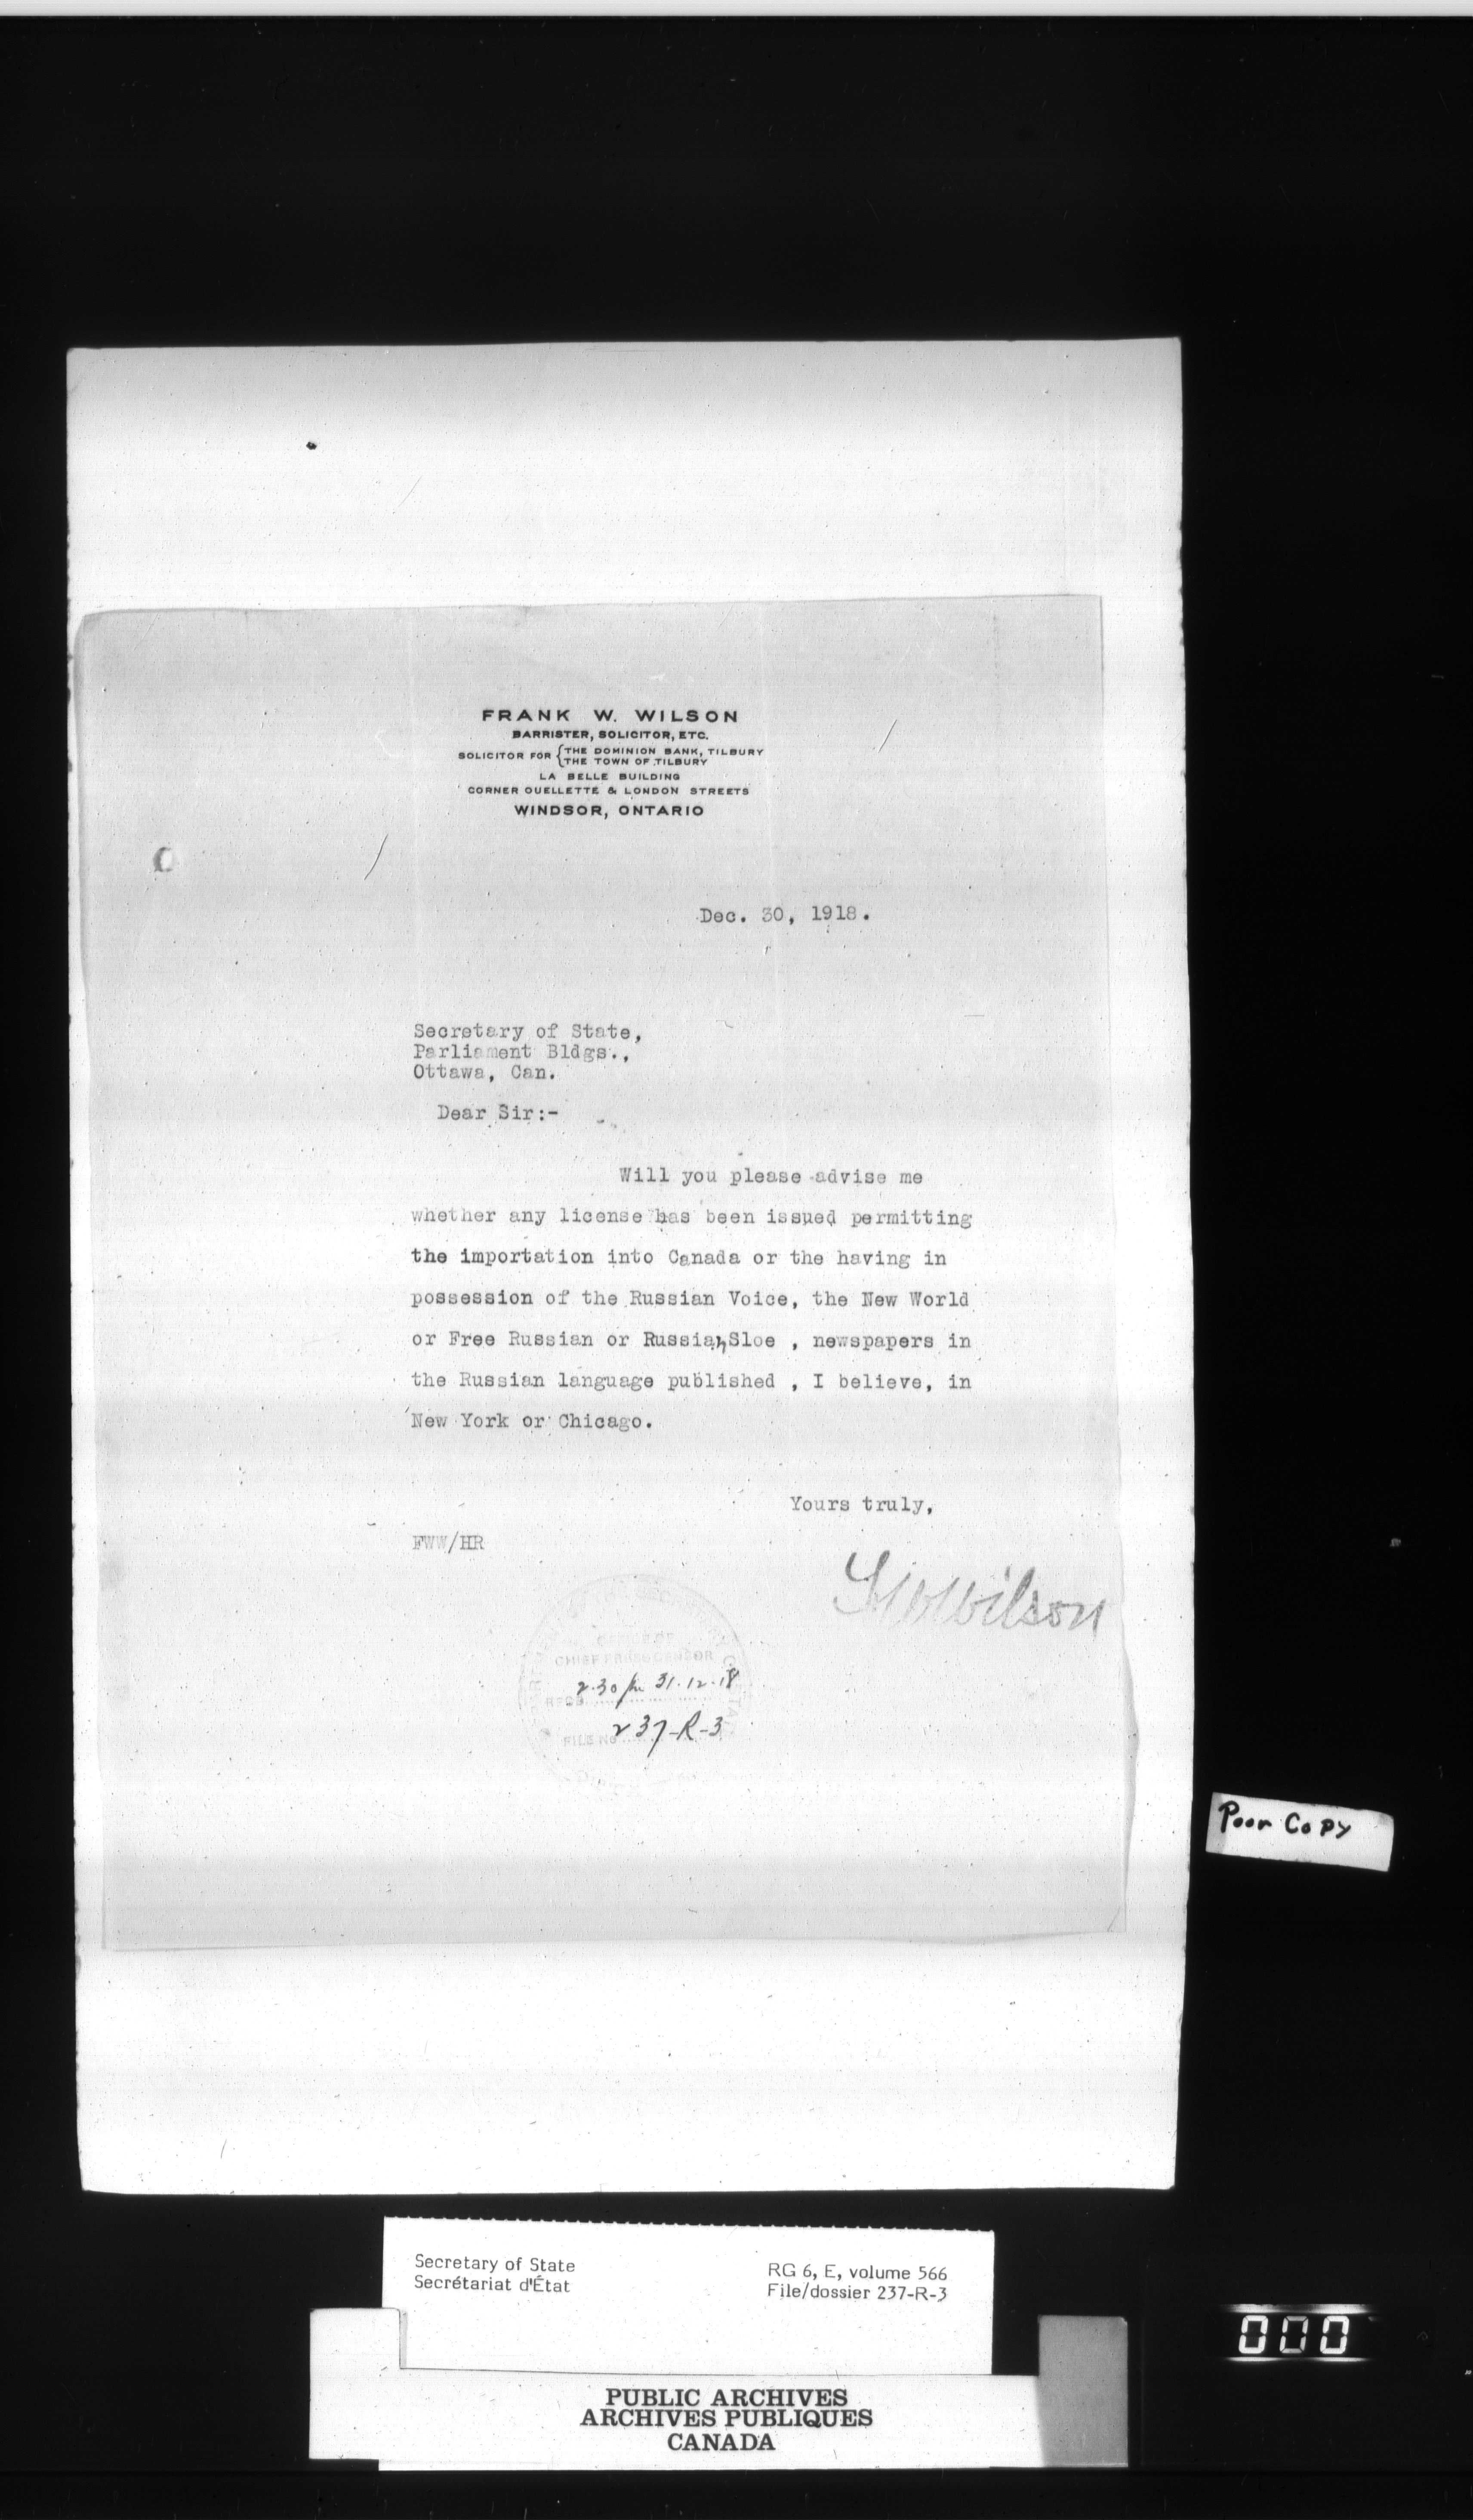 FRANK W. WILSON
BARRISTER, SOLICITOR, ETC.
SOLICITOR FOR {THE DOMINION BANK, TILBURY
{THE TOWN OF TILBURY
LA BELLE BUILDING
CORNER OUELLETTE & LONDON STREETS
WINDSOR, ONTARIO
Dec. 30, 1918.
Secretary of State,
Parliament Bldgs.,
Ottawa, Can.
Dear Sir:-
Will you please advise me
whether any license has been issued permitting
the importation into Canada or the having in
possession of the Russian Voice, the New World
or Free Russian or Russian Sloe , newspapers in
the Russian language published , I believe, in
New York or Chicago.
Yours truly,
FWW/HR
FWWilson
OFFICE OF
CHIEF PRESS CENSOR
2.30 pm 31.12.18
RECD
FILE NO 237-R-3
Poor Copy
Secretary of State
Secrétariat d'État
RG 6, E, volume 566
File/dossier 237-R-3
000
PUBLIC ARCHIVES
ARCHIVES PUBLIQUES
CANADA